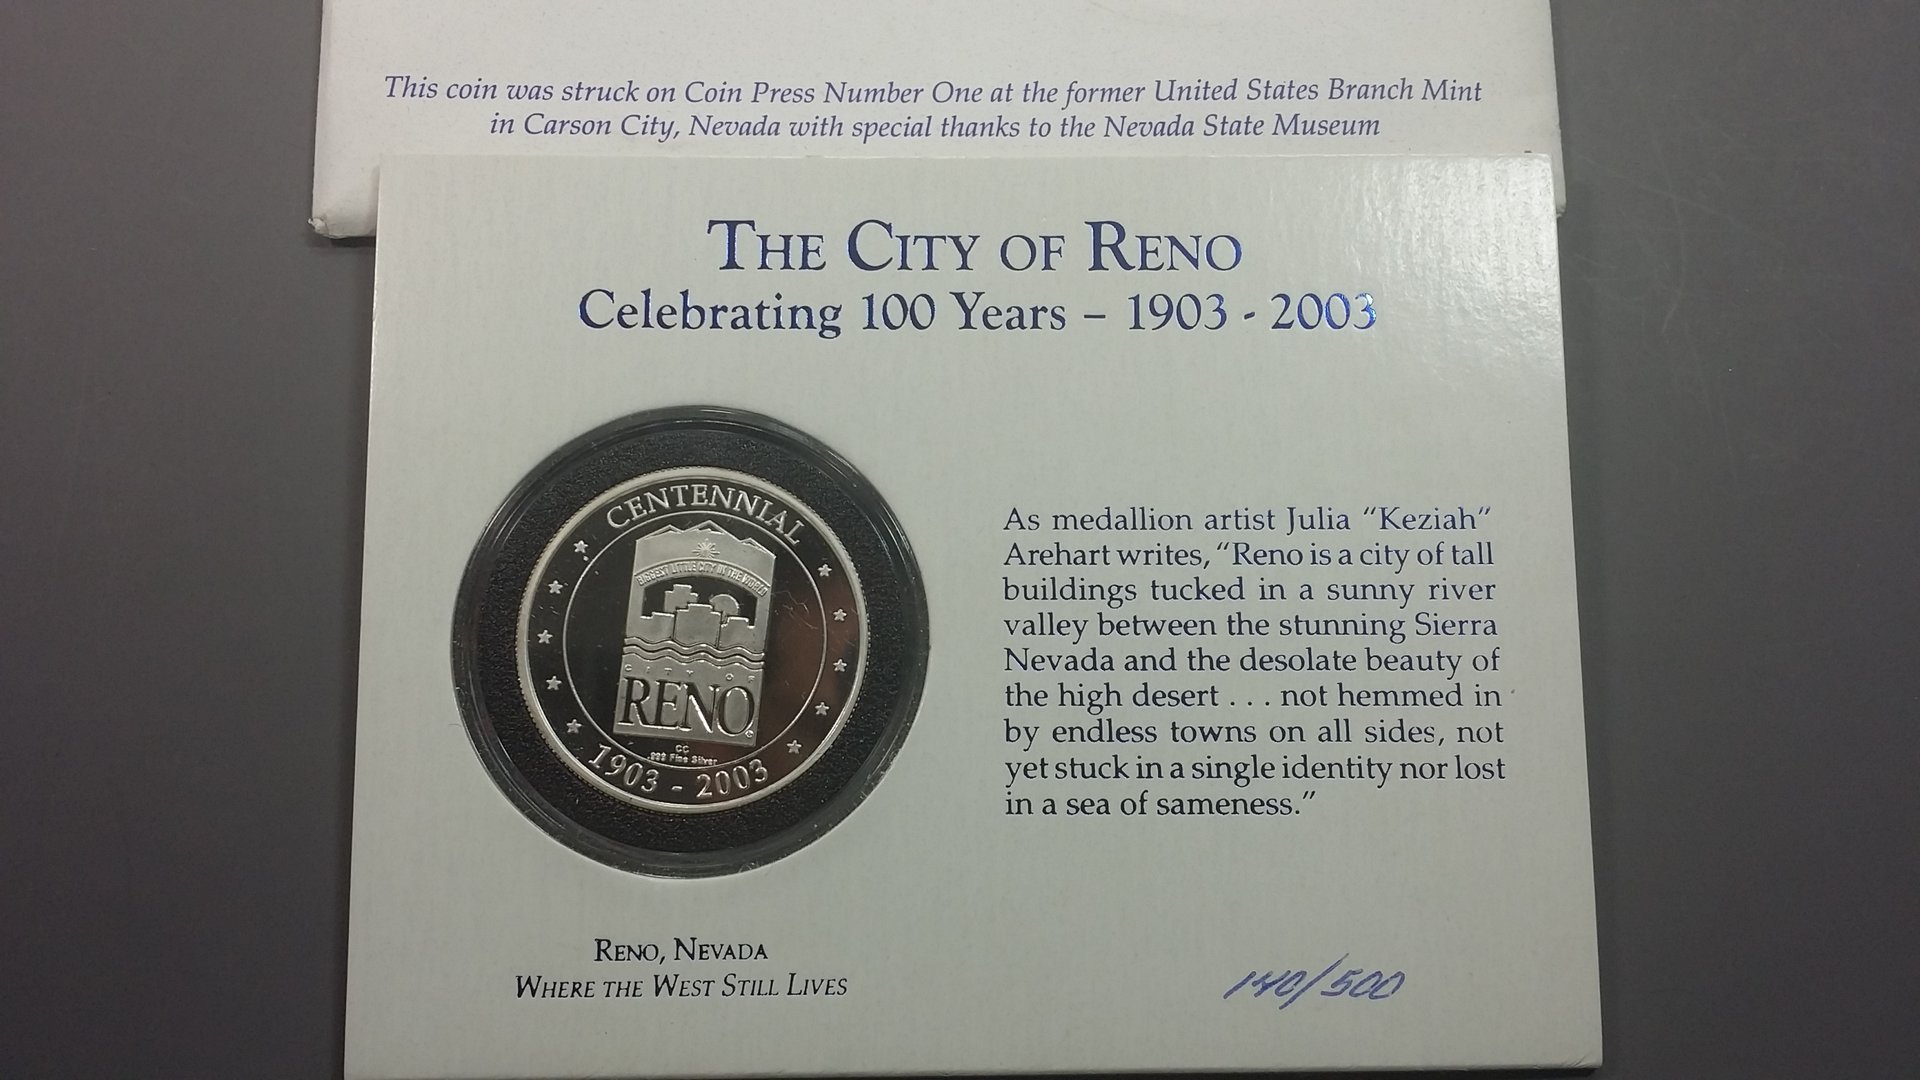 This coin was struck on Coin Press Number One at the former United States Branch Mint
in Carson City, Nevada with special thanks to the Nevada State Museum
THE CITY OF RENO
Celebrating 100 Years – 1903 - 2003
CENTENNIAL
BIGGEST LITTLE CITY IN THE WORLD
CITY OF
RENO
CC
.999 Fine Silver
1903 - 2003
As medallion artist Julia “Keziah”
Arehart writes, “Reno is a city of tall
buildings tucked in a sunny river
valley between the stunning Sierra
Nevada and the desolate beauty of
the high desert . . . not hemmed in
by endless towns on all sides, not
yet stuck in a single identity nor lost
in a sea of sameness.”
RENO, NEVADA
WHERE THE WEST STILL LIVES
140/500